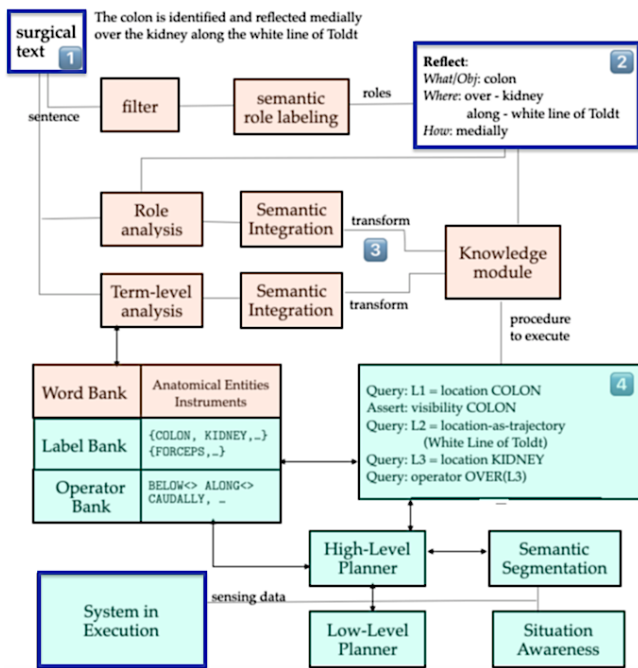 surgical
text
1
The colon is identified and reflected medially
over the kidney along the white line of Toldt
2
Reflect:
What/Obj: colon
Where: over - kidney
along - white line of Toldt
How: medially
sentence
filter
semantic
role labeling
roles
Role
analysis
Semantic
Integration
transform
3
Knowledge
module
Term-level
analysis
Semantic
Integration
transform
procedure
to execute
Word Bank
Anatomical Entities
Instruments
Label Bank
{COLON, KIDNEY,…}
{FORCEPS,…}
Operator
Bank
BELOW<> ALONG<>
CAUDALLY, …
4
Query: L1 = location COLON
Assert: visibility COLON
Query: L2 = location-as-trajectory
(White Line of Toldt)
Query: L3 = location KIDNEY
Query: operator OVER(L3)
High-Level
Planner
Semantic
Segmentation
System in
Execution
sensing data
Low-Level
Planner
Situation
Awareness